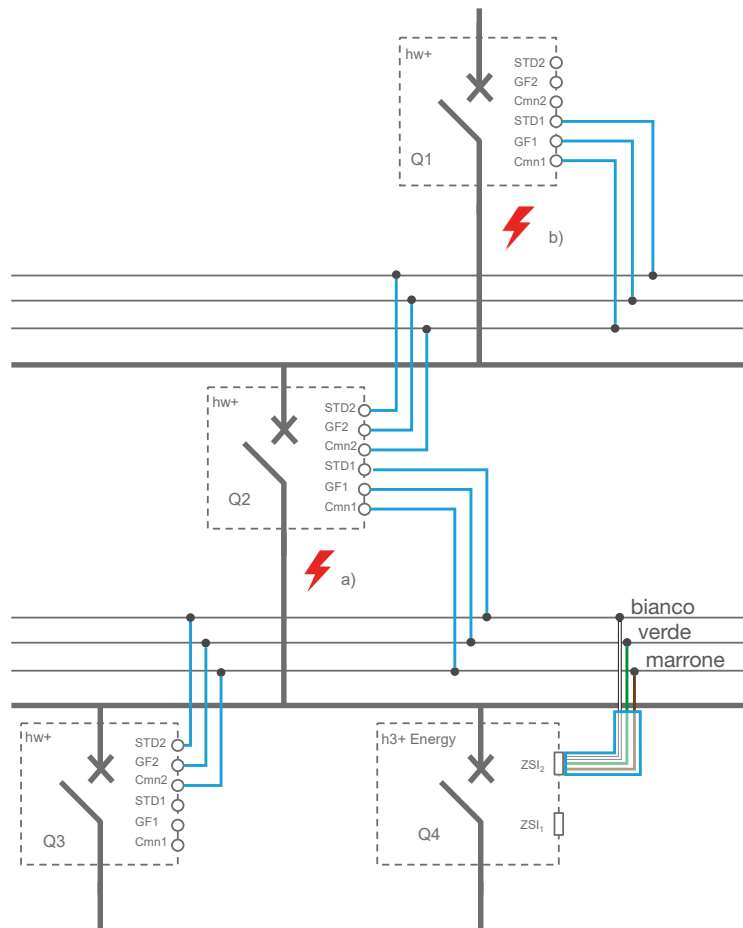 hw+
STD2
GF2
Cmn2
STD1
GF1
Cmn1
Q1
b)
hw+
STD2
GF2
Cmn2
STD1
GF1
Cmn1
Q2
a)
bianco
verde
marrone
hw+
STD2
GF2
Cmn2
STD1
GF1
Cmn1
Q3
h3+ Energy
ZSI₂
Q4
ZSI₁